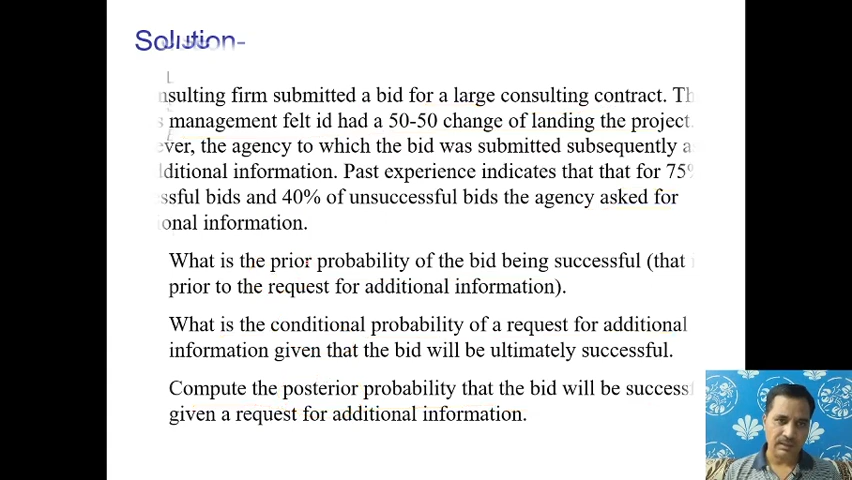 Solution-
nsulting firm submitted a bid for a large consulting contract. Th
s management felt id had a 50-50 change of landing the project.
ever, the agency to which the bid was submitted subsequently a
lditional information. Past experience indicates that that for 75%
ssful bids and 40% of unsuccessful bids the agency asked for
ional information.
What is the prior probability of the bid being successful (that i
prior to the request for additional information).
What is the conditional probability of a request for additional
information given that the bid will be ultimately successful.
Compute the posterior probability that the bid will be successf
given a request for additional information.